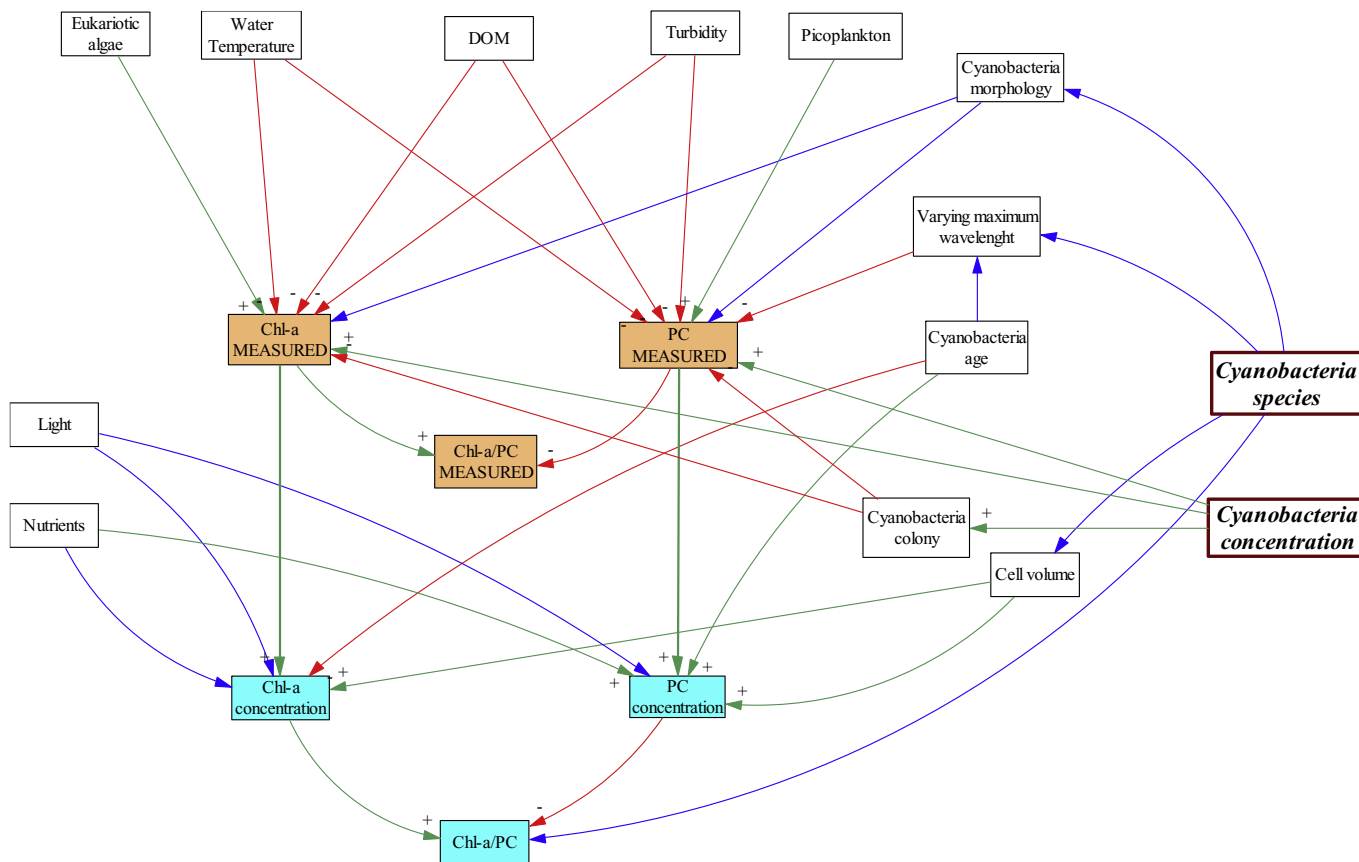 Eukariotic
algae
Water
Temperature
DOM
Turbidity
Picoplankton
Cyanobacteria
morphology
Varying maximum
wavelenght
+
-
-
-
-
-
-
+
-
Chl-a
MEASURED
+
-
PC
MEASURED
+
-
Cyanobacteria
age
Cyanobacteria
species
Light
+
Chl-a/PC
MEASURED
-
Nutrients
Cyanobacteria
colony
+
Cyanobacteria
concentration
Cell volume
+
-
+
Chl-a
concentration
+
+
+
PC
concentration
+
+
Chl-a/PC
-